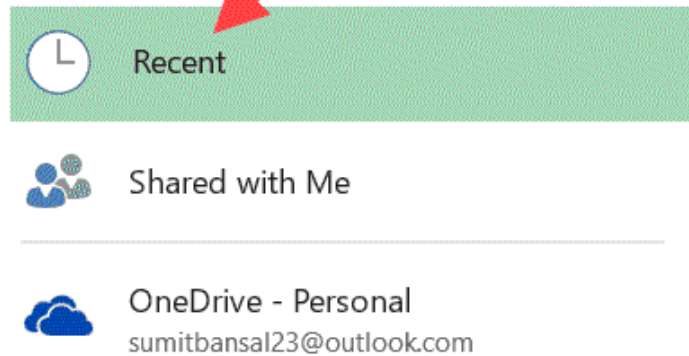 Recent
Shared with Me
OneDrive - Personal
sumitbansal23@outlook.com